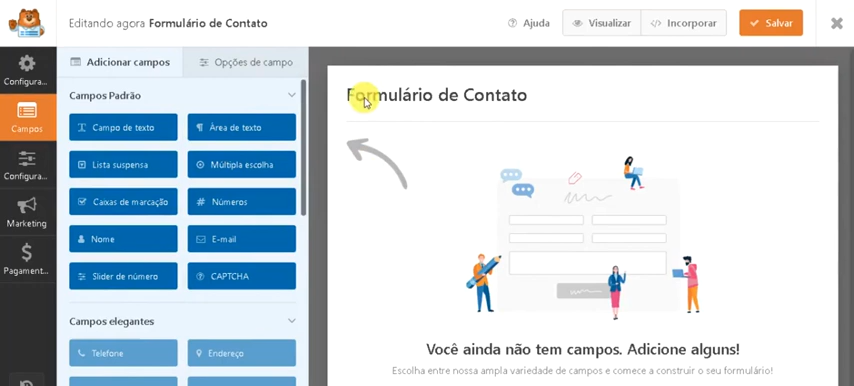 Editando agora Formulário de Contato
Ajuda
Visualizar
Incorporar
Salvar
Configura...
Campos
Configura...
Marketing
Pagament...
Adicionar campos
Opções de campo
Campos Padrão
Campo de texto
Área de texto
Lista suspensa
Múltipla escolha
Caixas de marcação
Números
Nome
E-mail
Slider de número
CAPTCHA
Campos elegantes
Telefone
Endereço
Formulário de Contato
Você ainda não tem campos. Adicione alguns!
Escolha entre nossa ampla variedade de campos e comece a construir o seu formulário!